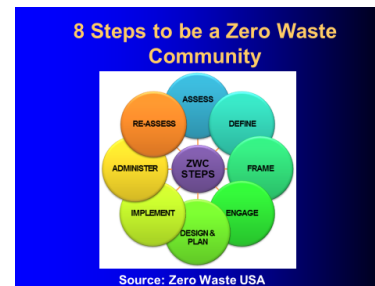 8 Steps to be a Zero Waste
Community
ASSESS
DEFINE
FRAME
ENGAGE
DESIGN &
PLAN
IMPLEMENT
ADMINISTER
RE-ASSESS
ZWC
STEPS
Source: Zero Waste USA